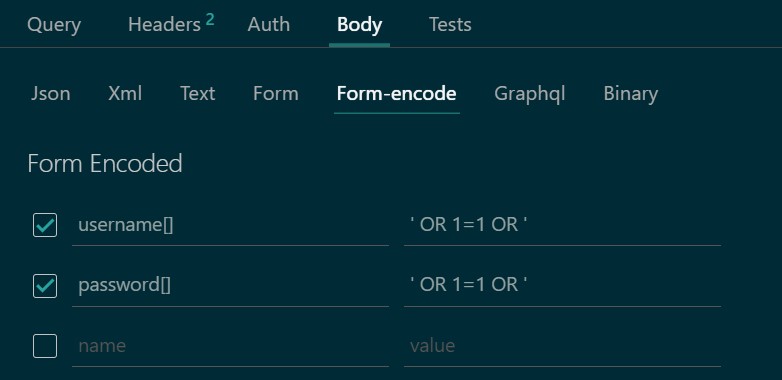 Query Headers 2 Auth Body Tests
Json Xml Text Form Form-encode Graphql Binary
Form Encoded
username[] ' OR 1=1 OR '
password[] ' OR 1=1 OR '
name value